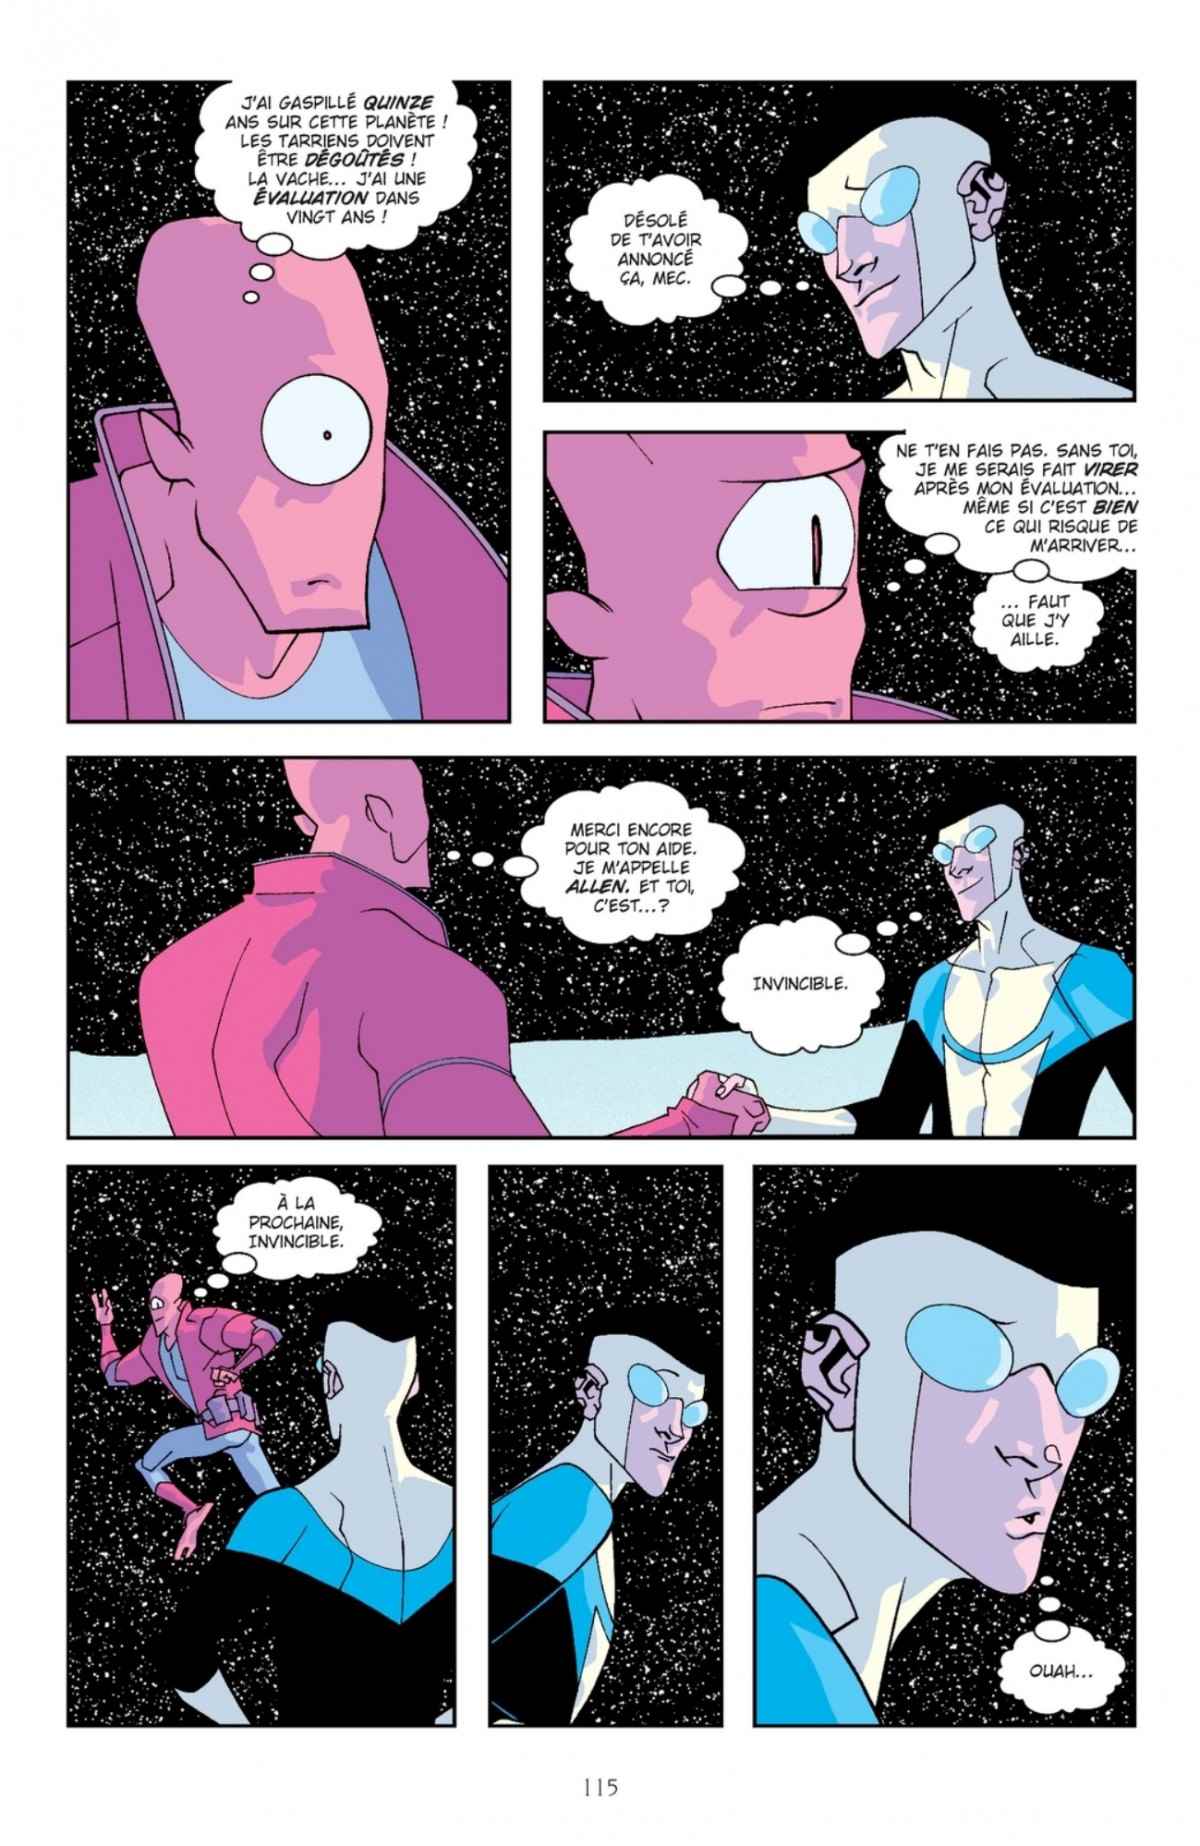 J'AI GASPILLÉ QUINZE
ANS SUR CETTE PLANÈTE !
LES TARRIENS DOIVENT
ÊTRE DÉGOÛTÉS !
LA VACHE... J'AI UNE
ÉVALUATION DANS
VINGT ANS !
DÉSOLÉ
DE T'AVOIR
ANNONCÉ
ÇA, MEC.
NE T'EN FAIS PAS. SANS TOI,
JE ME SERAIS FAIT VIRER
APRÈS MON ÉVALUATION...
MÊME SI C'EST BIEN
CE QUI RISQUE DE
M'ARRIVER...
... FAUT
QUE J'Y
AILLE.
MERCI ENCORE
POUR TON AIDE.
JE M'APPELLE
ALLEN. ET TOI,
C'EST...?
INVINCIBLE.
À LA
PROCHAINE,
INVINCIBLE.
OUAH...
115